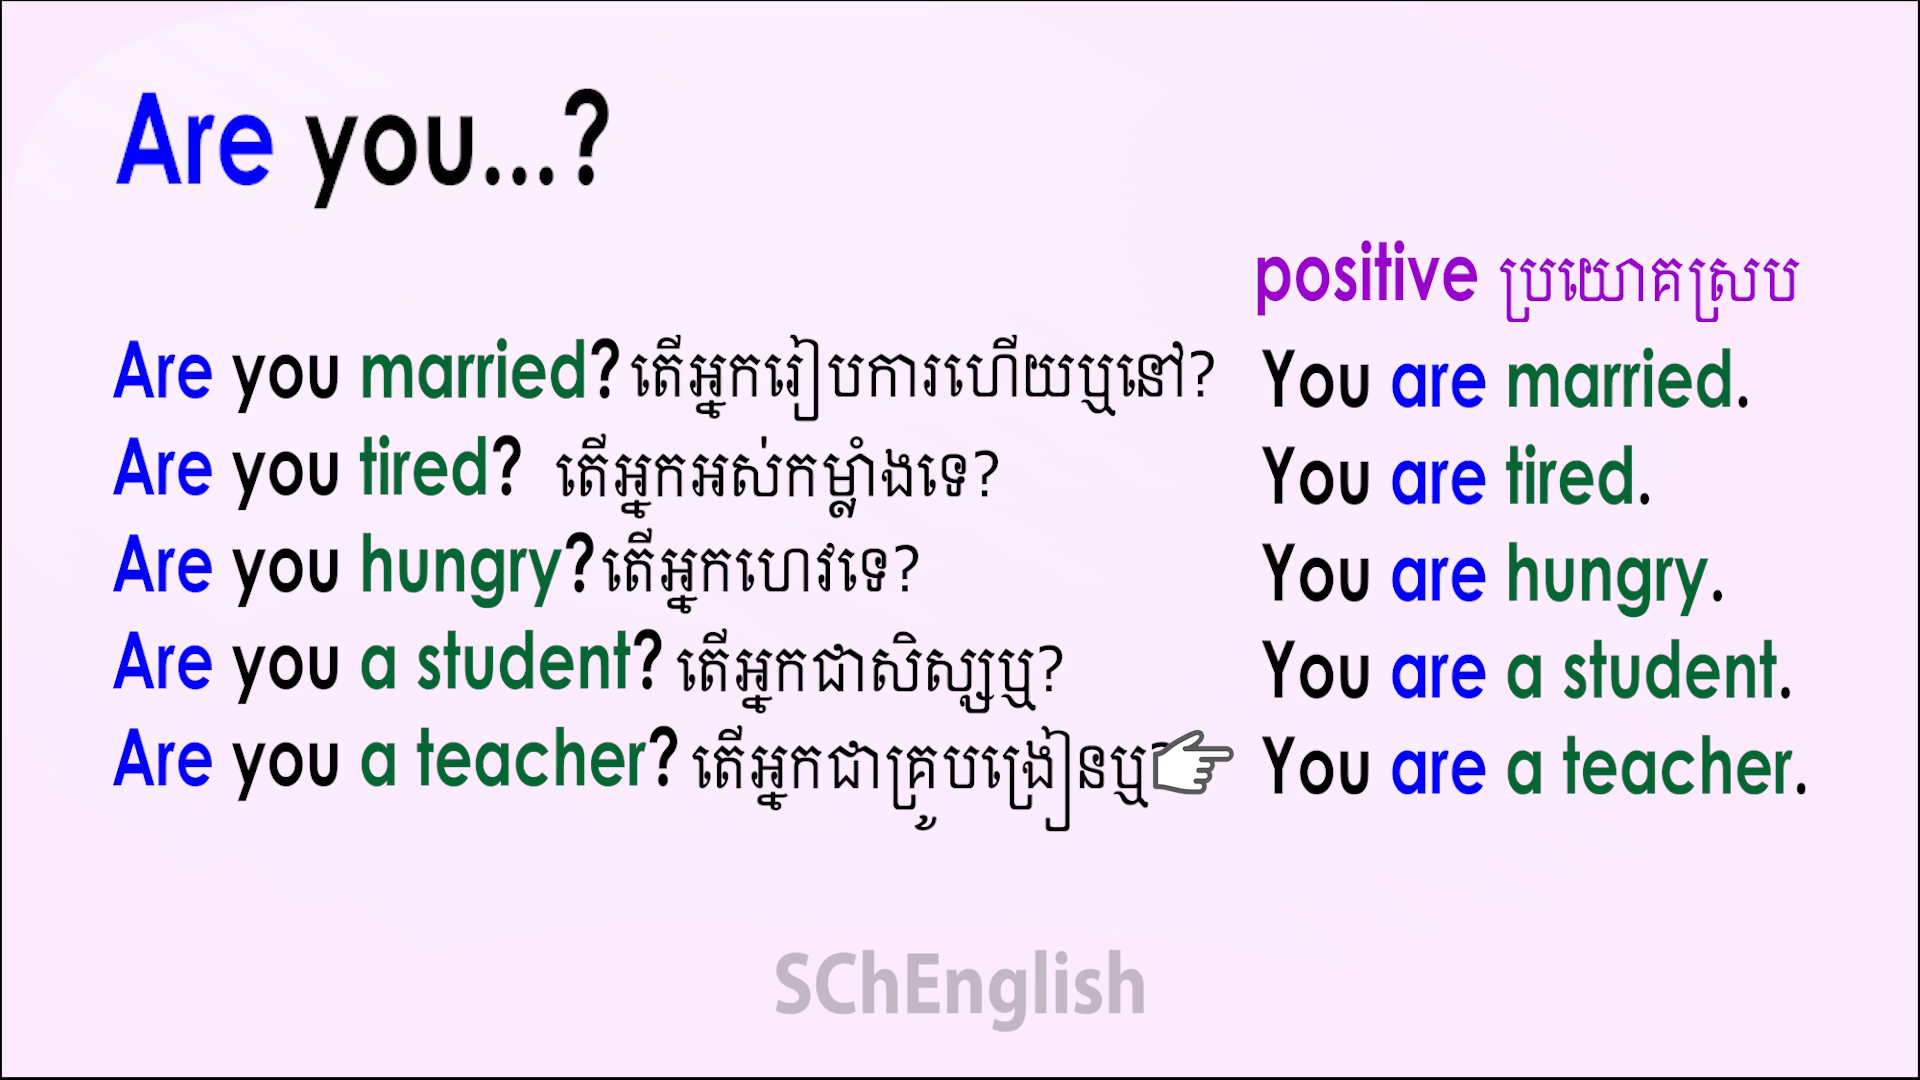 Are you...?
positive ប្រយោគស្រប
Are you married? តើអ្នករៀបការហើយឬនៅ? You are married.
Are you tired? តើអ្នកអស់កម្លាំងទេ? You are tired.
Are you hungry? តើអ្នកហេវទេ? You are hungry.
Are you a student? តើអ្នកជាសិស្សឬ? You are a student.
Are you a teacher? តើអ្នកជាគ្រូបង្រៀនឬ? You are a teacher.
SChEnglish